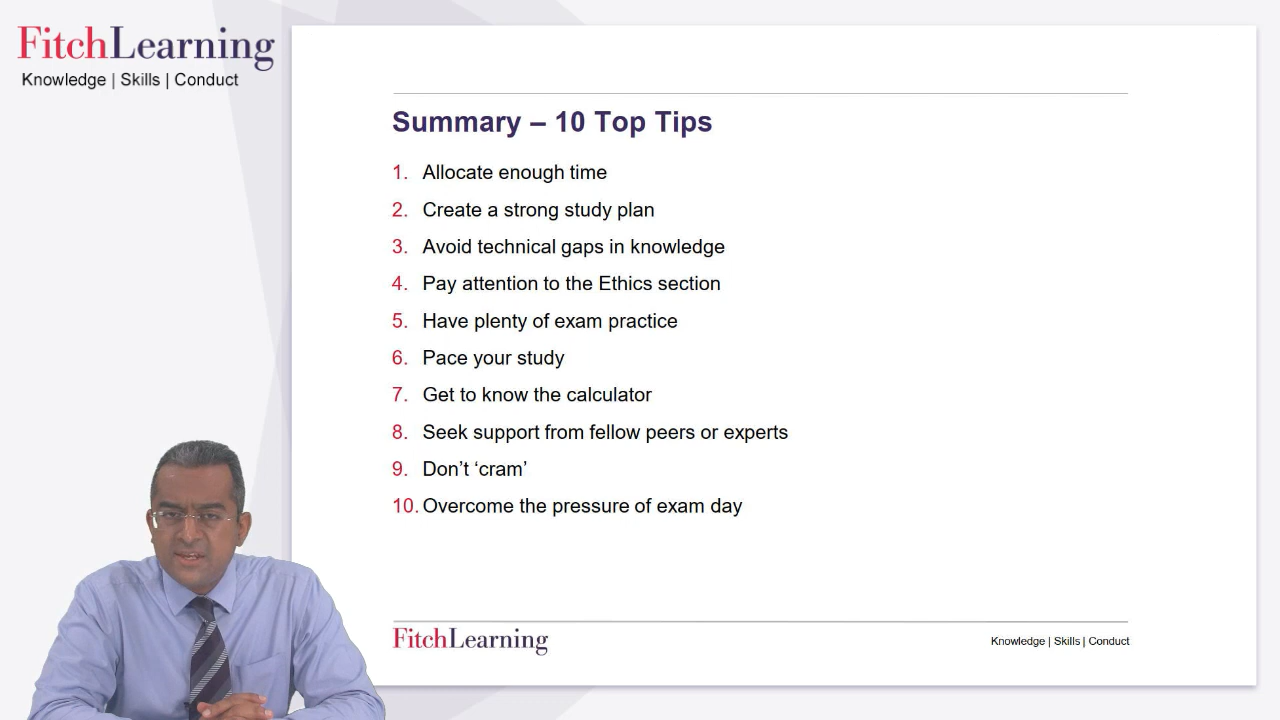 FitchLearning
Knowledge | Skills | Conduct
Summary – 10 Top Tips
1. Allocate enough time
2. Create a strong study plan
3. Avoid technical gaps in knowledge
4. Pay attention to the Ethics section
5. Have plenty of exam practice
6. Pace your study
7. Get to know the calculator
8. Seek support from fellow peers or experts
9. Don’t ‘cram’
10. Overcome the pressure of exam day
FitchLearning
Knowledge | Skills | Conduct